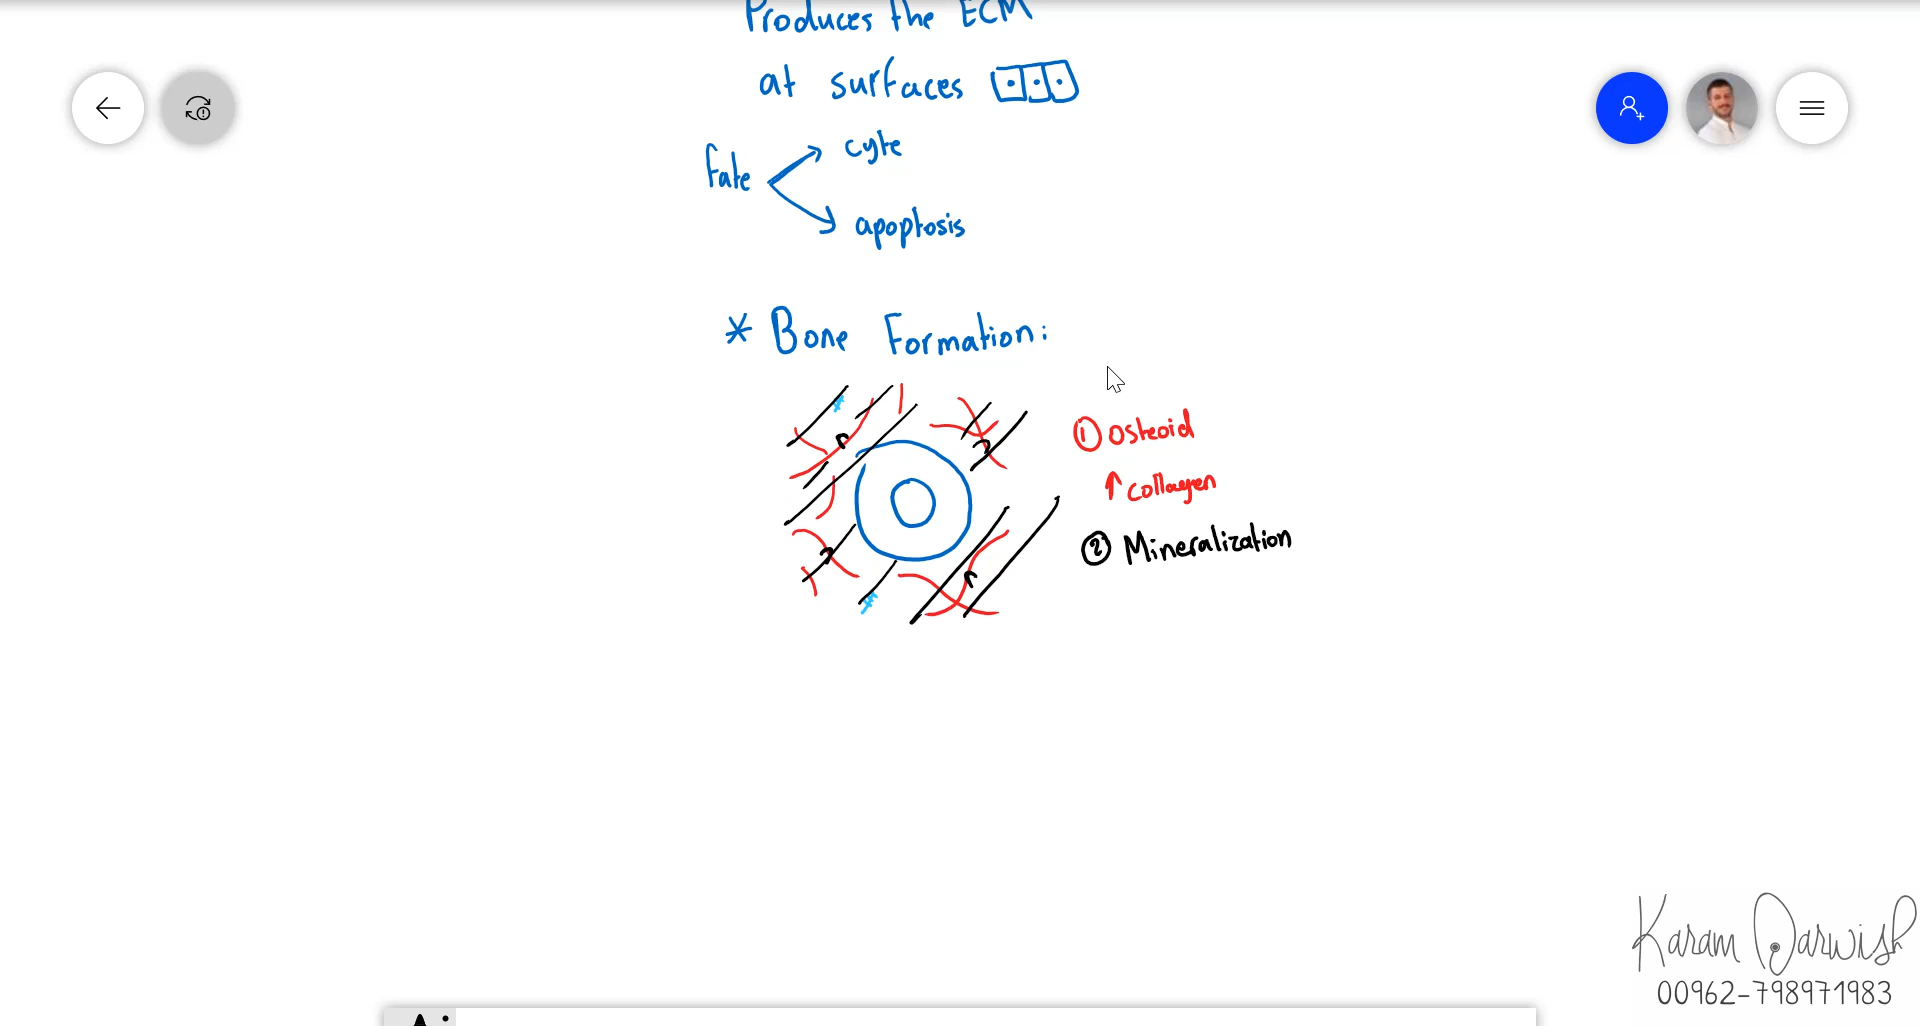 Produces the ECM
at surfaces
Fate
cyte
apoptosis
* Bone Formation:
① Osteoid
↑ collagen
② Mineralization
Karam Darwish
00962-798971983
A: